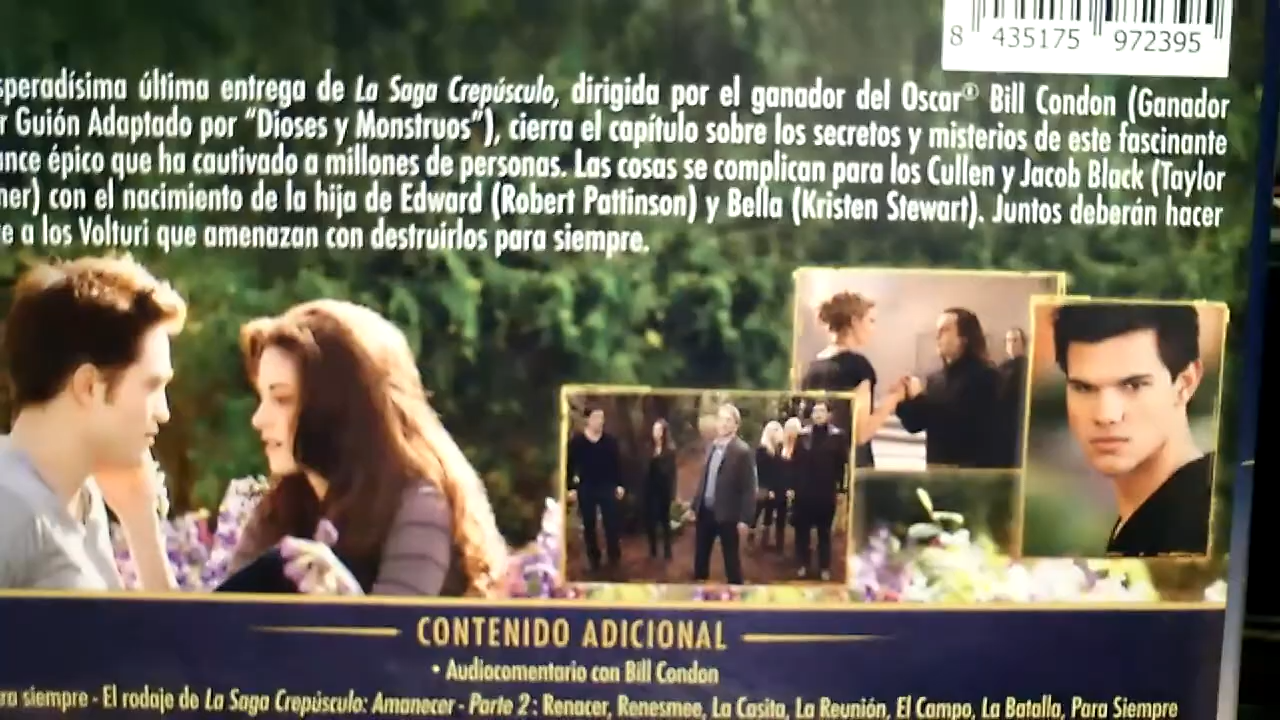 8 435175 972395
speradísima última entrega de La Saga Crepúsculo, dirigida por el ganador del Oscar® Bill Condon (Ganador
r Guión Adaptado por "Dioses y Monstruos"), cierra el capítulo sobre los secretos y misterios de este fascinante
ance épico que ha cautivado a millones de personas. Las cosas se complican para los Cullen y Jacob Black (Taylor
ner) con el nacimiento de la hija de Edward (Robert Pattinson) y Bella (Kristen Stewart). Juntos deberán hacer
e a los Volturi que amenazan con destruirlos para siempre.
CONTENIDO ADICIONAL
• Audiocomentario con Bill Condon
ra siempre - El rodaje de La Saga Crepúsculo: Amanecer - Parte 2: Renacer, Renesmee, La Casita, La Reunión, El Campo, La Batalla, Para Siempre